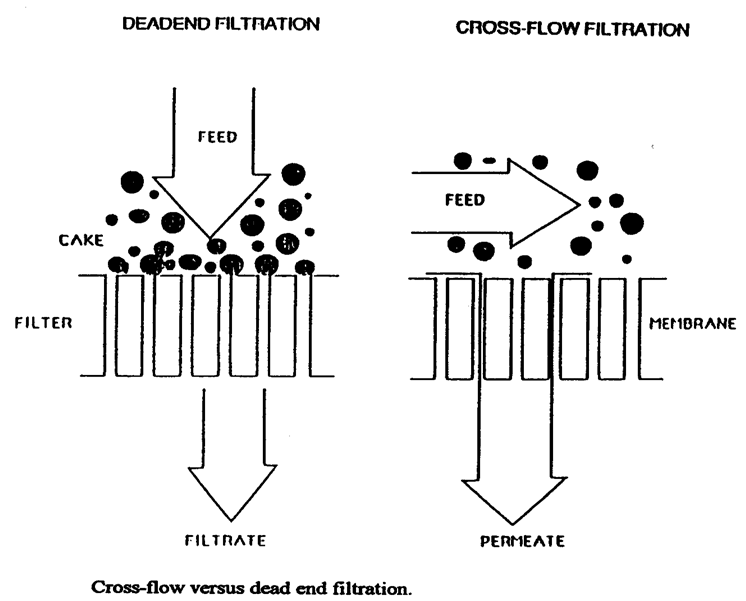 DEADEND FILTRATION
CROSS-FLOW FILTRATION
FEED
FEED
CAKE
FILTER
MEMBRANE
FILTRATE
PERMEATE
Cross-flow versus dead end filtration.